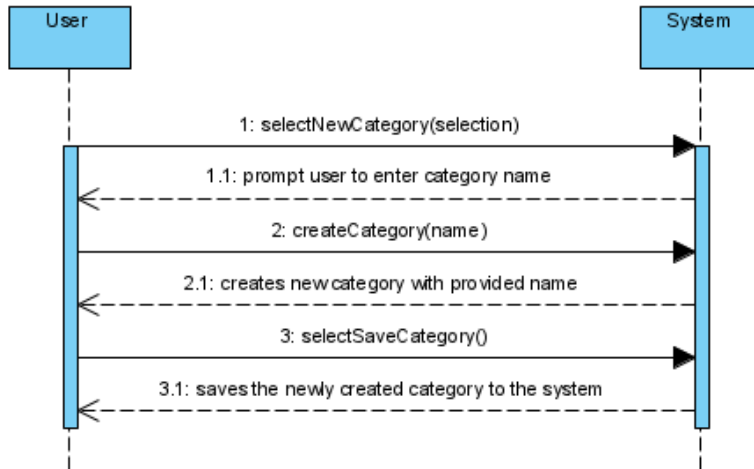 User
System
1: selectNewCategory(selection)
1.1: prompt user to enter category name
2: createCategory(name)
2.1: creates new category with provided name
3: selectSaveCategory()
3.1: saves the newly created category to the system